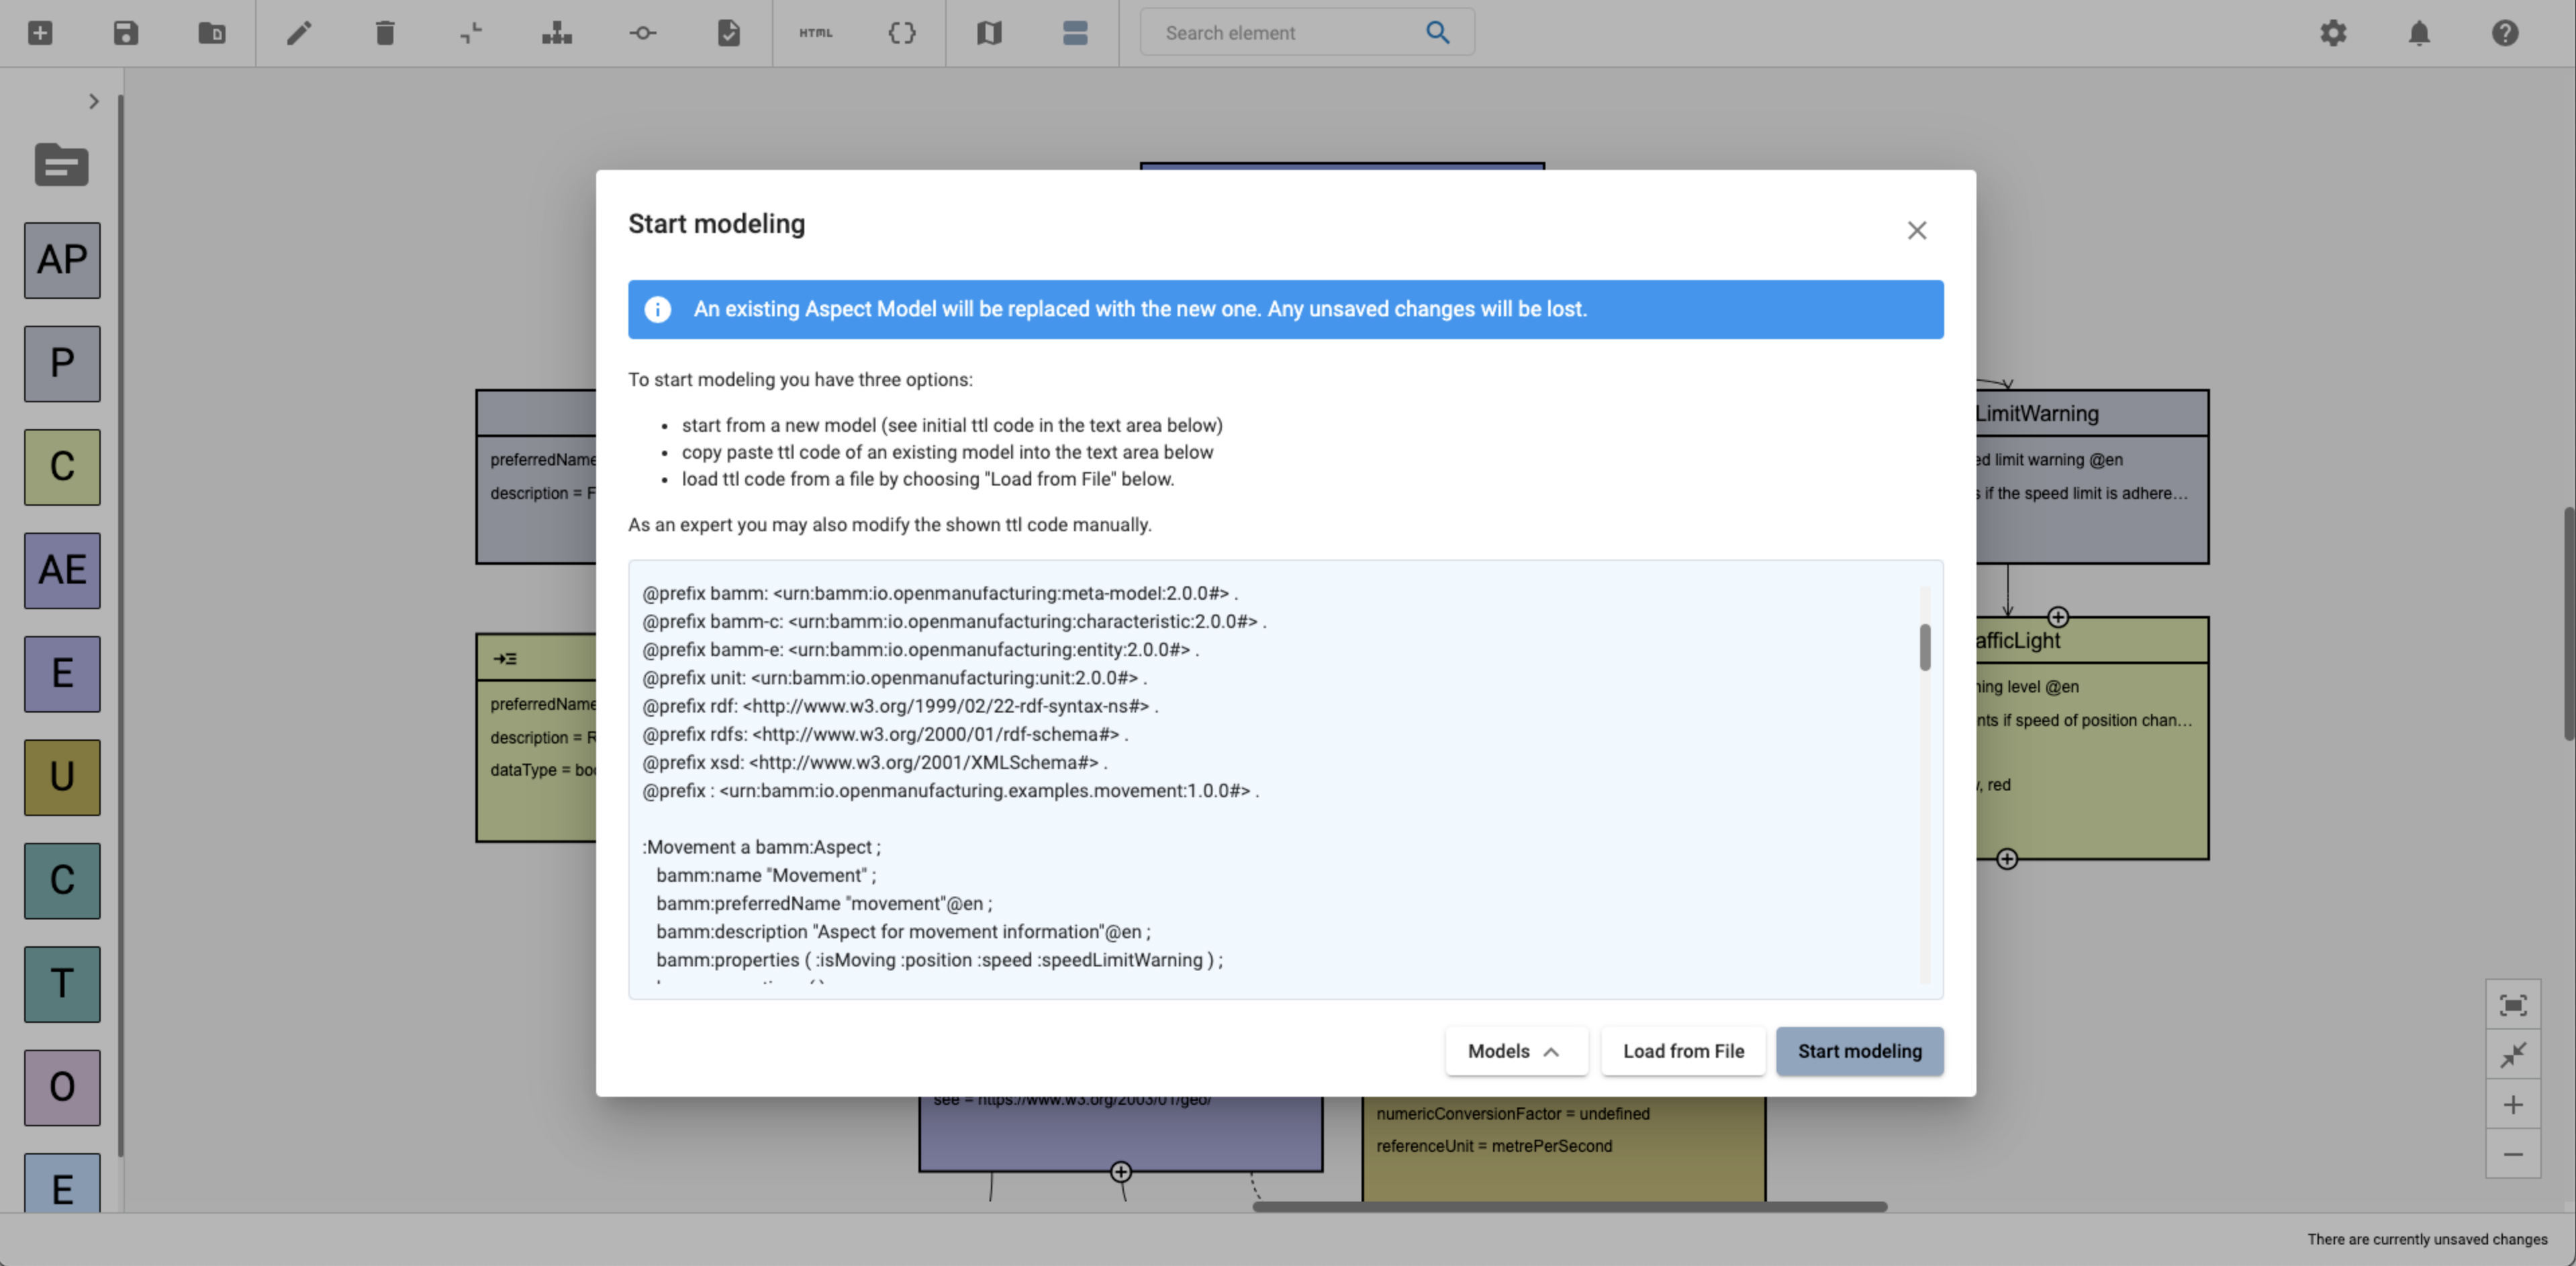 HTML
Search element
AP
P
C
AE
E
U
C
T
O
E
LimitWarning
preferredName
ed limit warning @en
description = F
s if the speed limit is adhere...
afficLight
preferredName
ning level @en
description = R
nts if speed of position chan...
dataType = boo
, red
Start modeling
An existing Aspect Model will be replaced with the new one. Any unsaved changes will be lost.
To start modeling you have three options:
• start from a new model (see initial ttl code in the text area below)
• copy paste ttl code of an existing model into the text area below
• load ttl code from a file by choosing "Load from File" below.
As an expert you may also modify the shown ttl code manually.
@prefix bamm: <urn:bamm:io.openmanufacturing:meta-model:2.0.0#> .
@prefix bamm-c: <urn:bamm:io.openmanufacturing:characteristic:2.0.0#> .
@prefix bamm-e: <urn:bamm:io.openmanufacturing:entity:2.0.0#> .
@prefix unit: <urn:bamm:io.openmanufacturing:unit:2.0.0#> .
@prefix rdf: <http://www.w3.org/1999/02/22-rdf-syntax-ns#> .
@prefix rdfs: <http://www.w3.org/2000/01/rdf-schema#> .
@prefix xsd: <http://www.w3.org/2001/XMLSchema#> .
@prefix : <urn:bamm:io.openmanufacturing.examples.movement:1.0.0#> .
:Movement a bamm:Aspect ;
bamm:name "Movement" ;
bamm:preferredName "movement"@en ;
bamm:description "Aspect for movement information"@en ;
bamm:properties ( :isMoving :position :speed :speedLimitWarning ) ;
Models
Load from File
Start modeling
see = https://www.w3.org/2003/01/geo/
numericConversionFactor = undefined
referenceUnit = metrePerSecond
There are currently unsaved changes